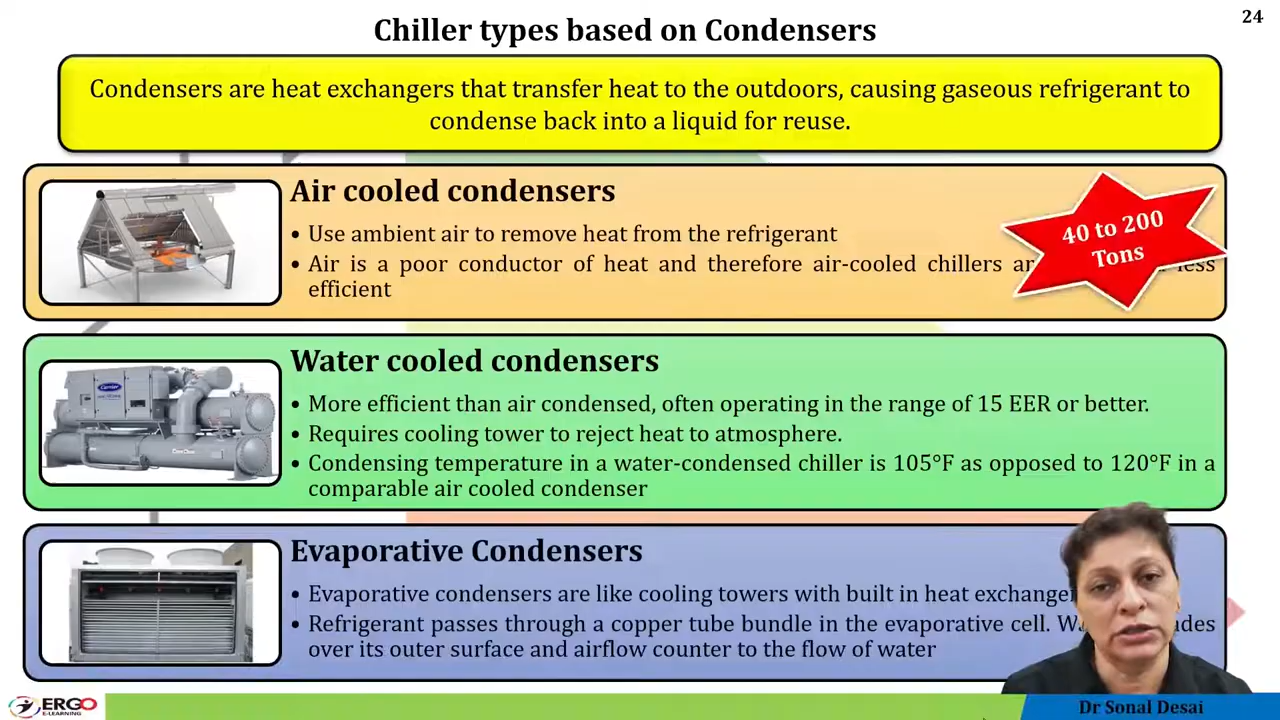 Chiller types based on Condensers
24
Condensers are heat exchangers that transfer heat to the outdoors, causing gaseous refrigerant to
condense back into a liquid for reuse.
Air cooled condensers
• Use ambient air to remove heat from the refrigerant
• Air is a poor conductor of heat and therefore air-cooled chillers less
efficient
40 to 200
Tons
Water cooled condensers
• More efficient than air condensed, often operating in the range of 15 EER or better.
• Requires cooling tower to reject heat to atmosphere.
• Condensing temperature in a water-condensed chiller is 105°F as opposed to 120°F in a
comparable air cooled condenser
Carrier
Evaporative Condensers
• Evaporative condensers are like cooling towers with built in heat
• Refrigerant passes through a copper tube bundle in the evaporative cell.
over its outer surface and airflow counter to the flow of water
ERGO
E-LEARNING
Dr Sonal Desai